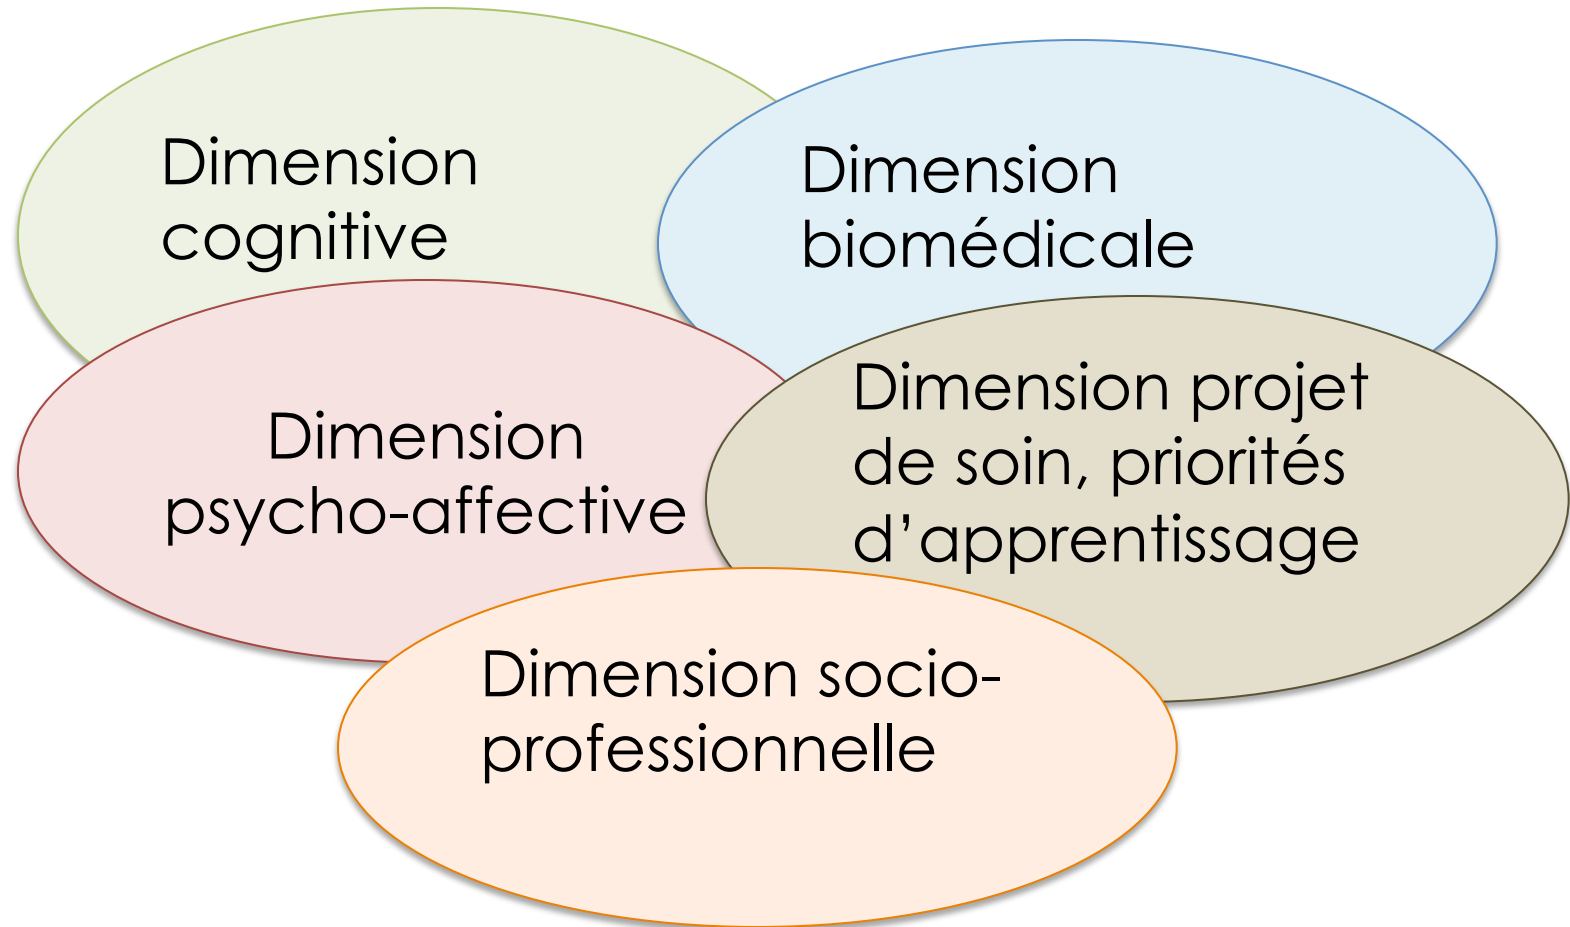 Dimension
cognitive
Dimension
biomédicale
Dimension
psycho-affective
Dimension projet
de soin, priorités
d’apprentissage
Dimension socio-
professionnelle